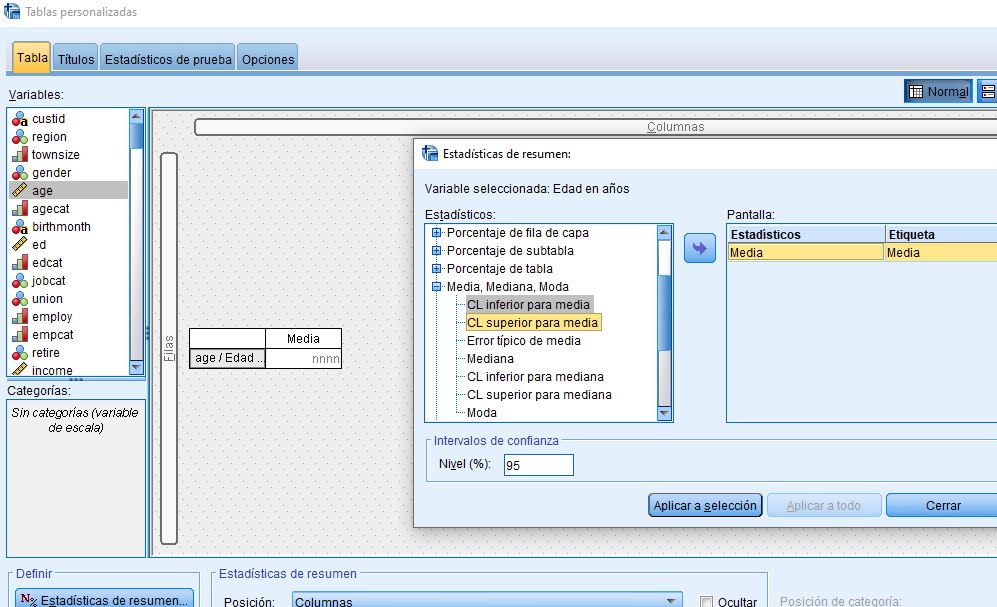 Tablas personalizadas
Tabla
Títulos
Estadísticos de prueba
Opciones
Variables:
Normal
custid
region
townsize
gender
age
agecat
birthmonth
ed
edcat
jobcat
union
employ
empcat
retire
income
Categorías:
Sin categorías (variable
de escala)
Columnas
Filas
Media
age / Edad ...
nnnn
Estadísticas de resumen:
Variable seleccionada: Edad en años
Estadísticos:
Porcentaje de fila de capa
Porcentaje de subtabla
Porcentaje de tabla
Media, Mediana, Moda
CL inferior para media
CL superior para media
Error típico de media
Mediana
CL inferior para mediana
CL superior para mediana
Moda
Pantalla:
Estadísticos Etiqueta
Media Media
Intervalos de confianza
Nivel (%): 95
Aplicar a selección
Aplicar a todo
Cerrar
Definir
N% Estadísticas de resumen...
Estadísticas de resumen
Posición: Columnas
Ocultar
Posición de categoría: